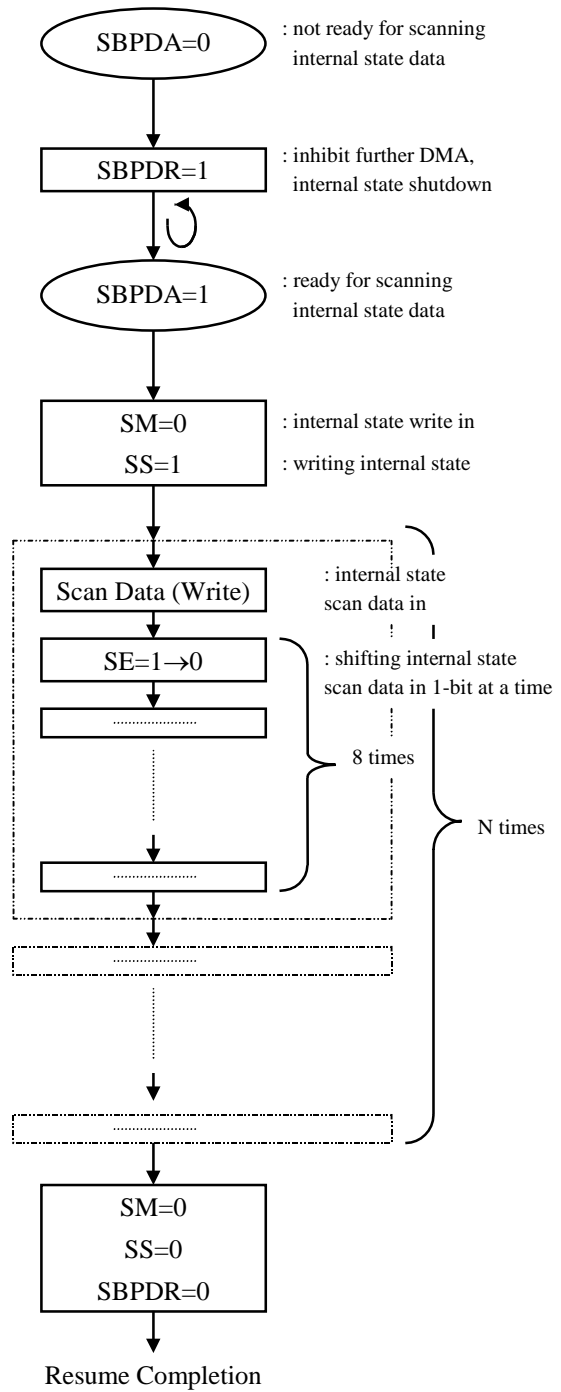 SBPDA=0
: not ready for scanning
internal state data
SBPDR=1
: inhibit further DMA,
internal state shutdown
SBPDA=1
: ready for scanning
internal state data
SM=0
: internal state write in
SS=1
: writing internal state
Scan Data (Write)
: internal state
scan data in
SE=1→0
: shifting internal state
scan data in 1-bit at a time
8 times
N times
SM=0
SS=0
SBPDR=0
Resume Completion